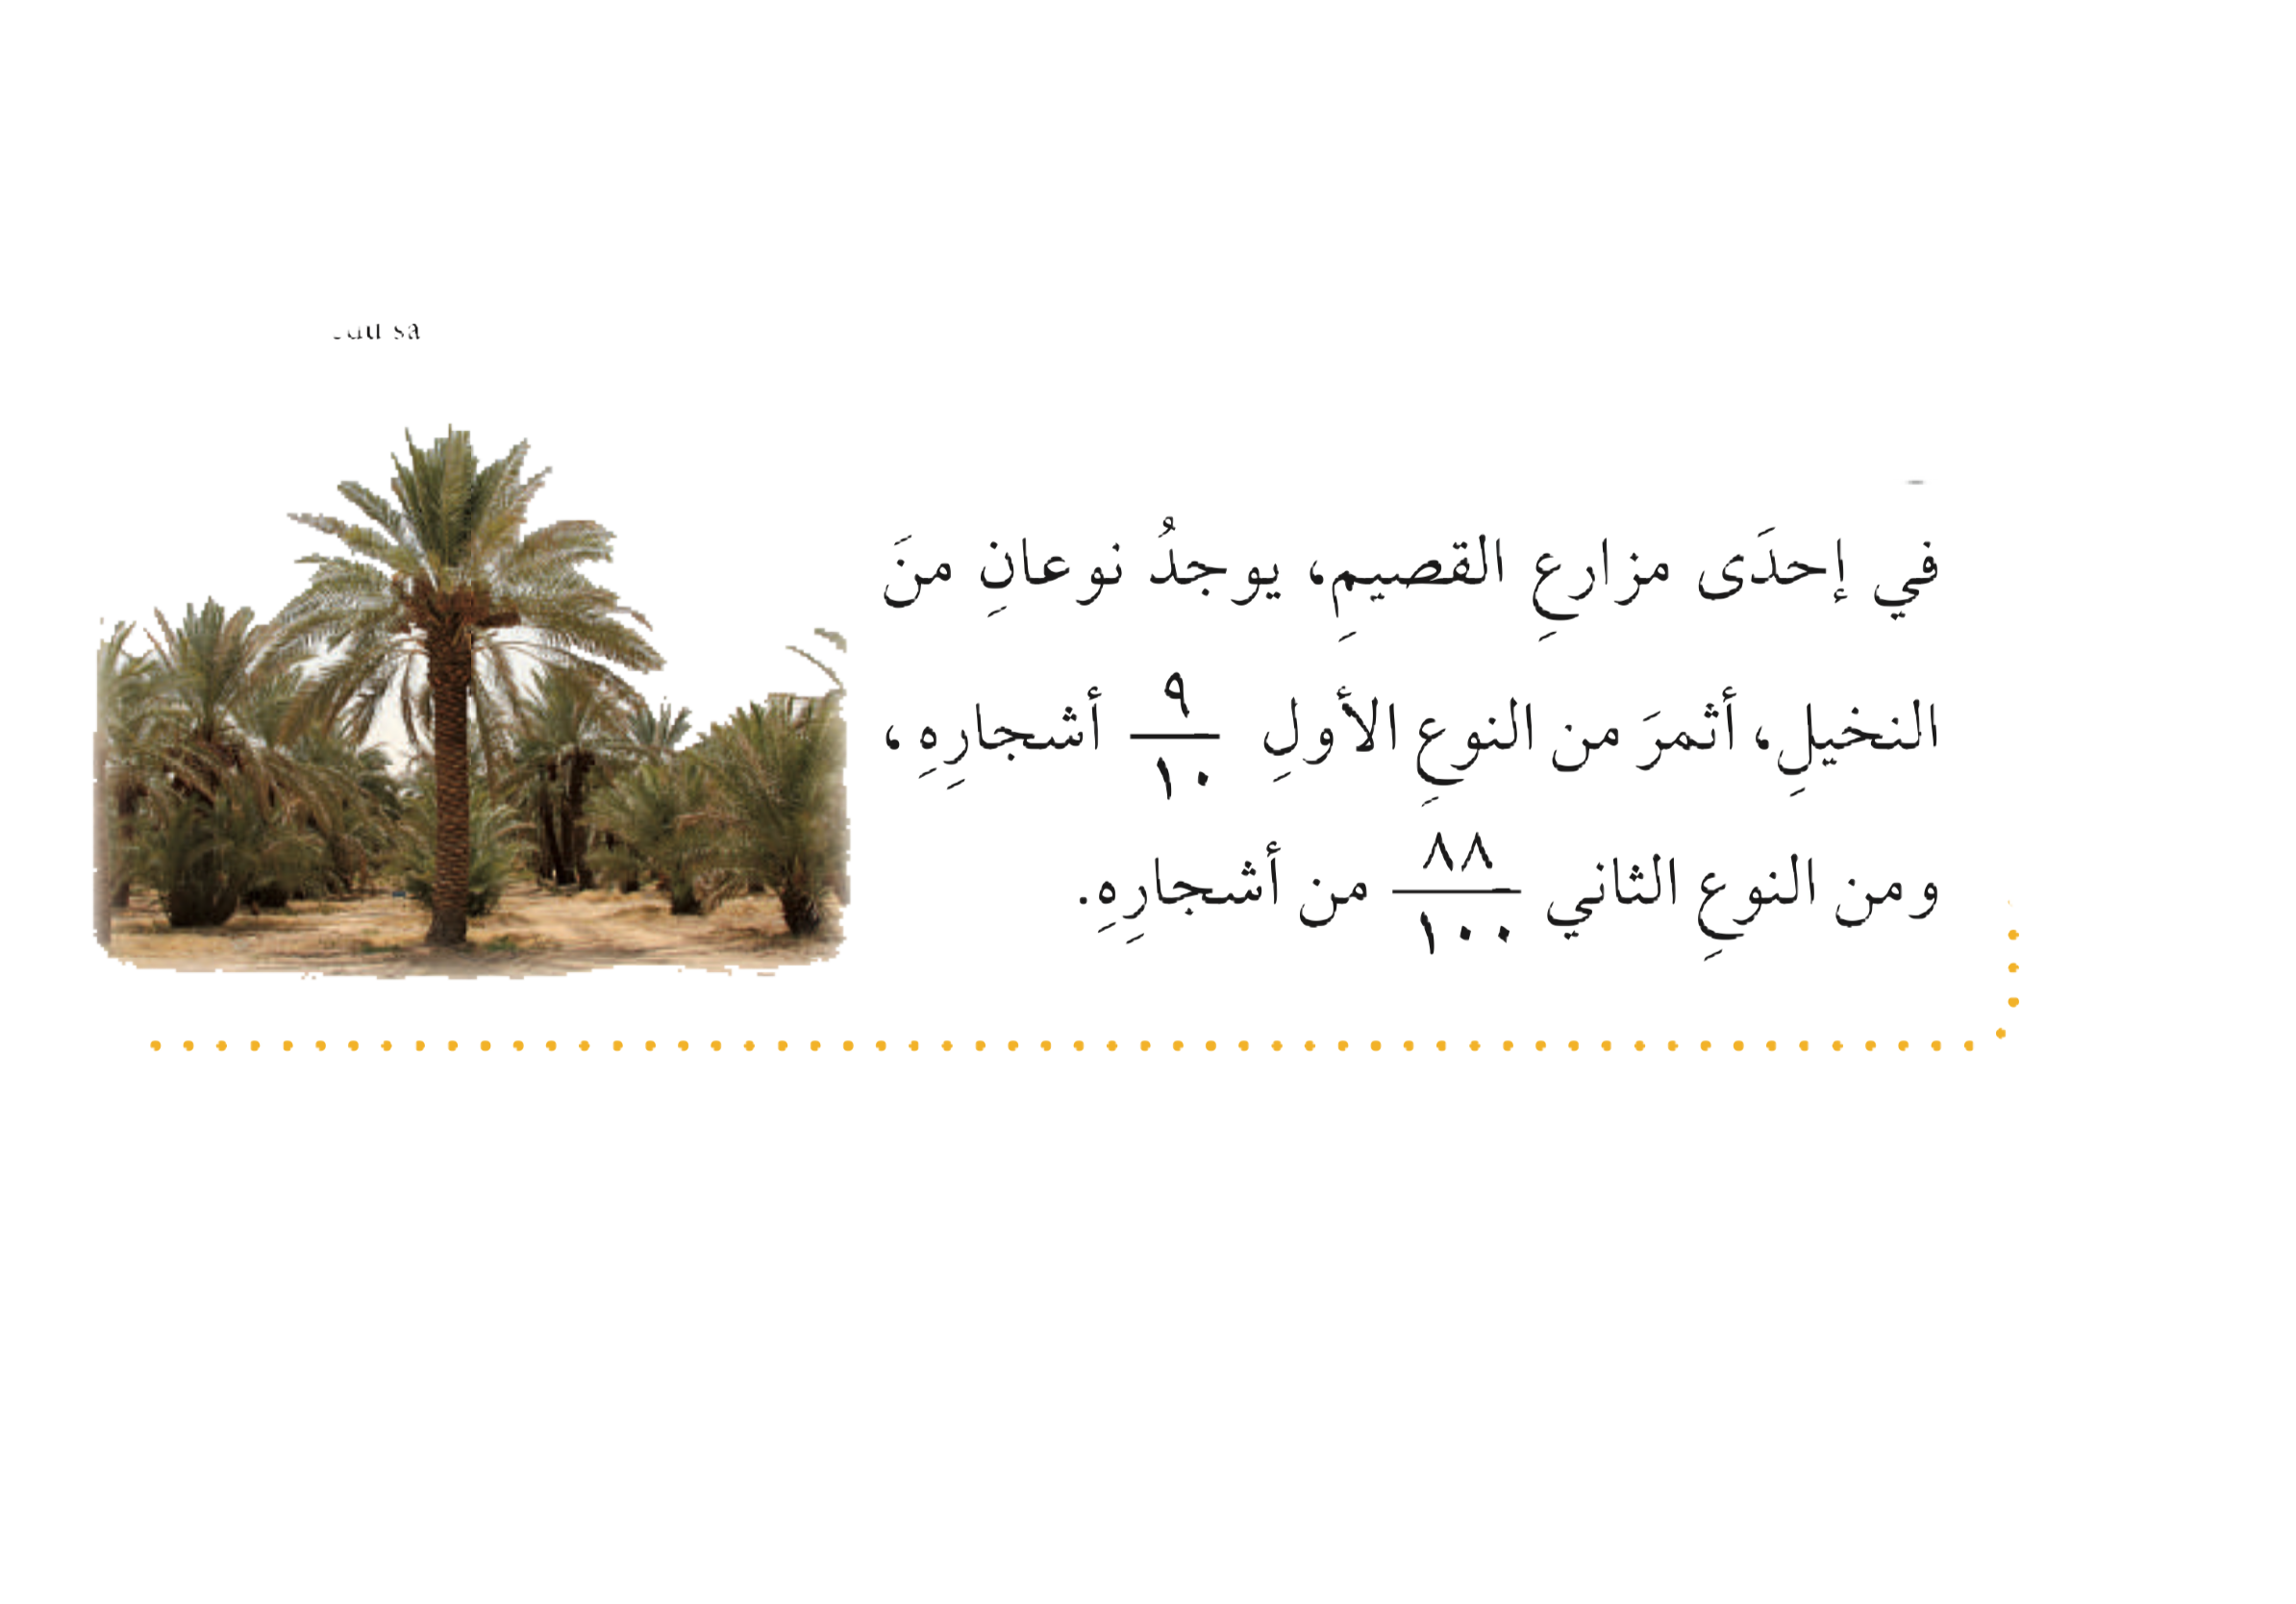 في إحدَى مزارعِ القصيمِ، يوجدُ نوعانِ منَ
النخيلِ، أثمرَ من النوعِ الأولِ ٩/١٠ أشجارِهِ،
ومن النوعِ الثاني ٨٨/١٠٠ من أشجارِهِ.